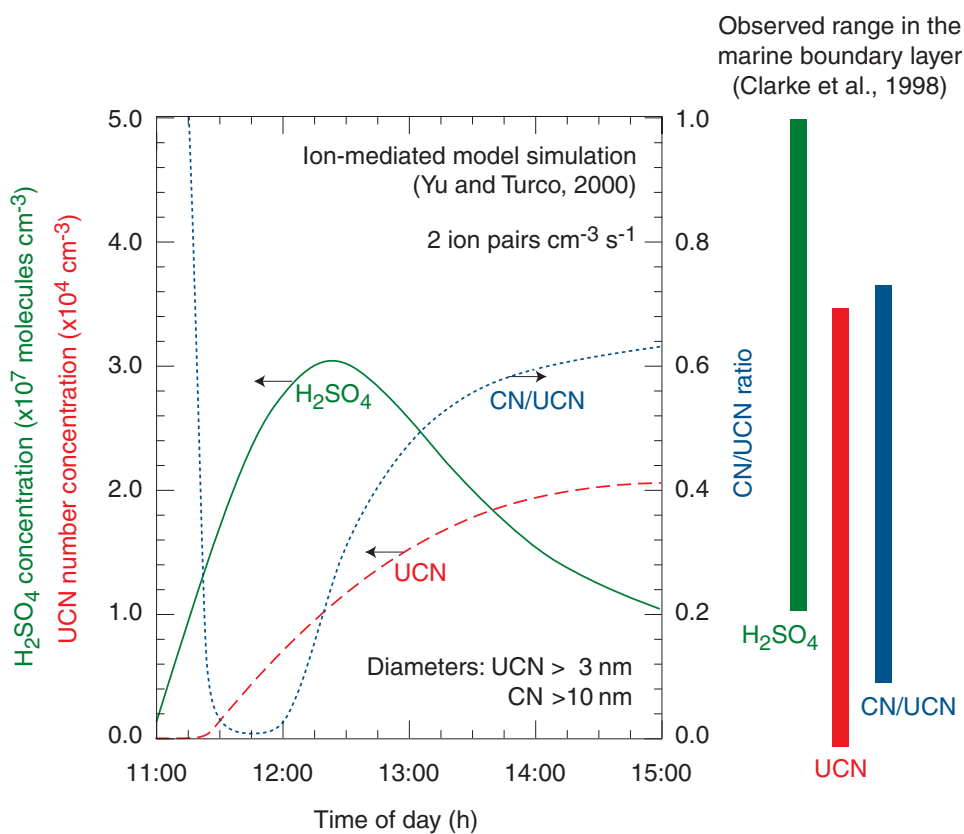 Observed range in the
marine boundary layer
(Clarke et al., 1998)
H₂SO₄ concentration (x10⁷ molecules cm⁻³)
UCN number concentration (x10⁴ cm⁻³)
5.0
4.0
3.0
2.0
1.0
0.0
Ion-mediated model simulation
(Yu and Turco, 2000)
2 ion pairs cm⁻³ s⁻¹
H₂SO₄
CN/UCN
UCN
Diameters: UCN > 3 nm
CN >10 nm
1.0
0.8
0.6
0.4
0.2
0.0
CN/UCN ratio
11:00
12:00
13:00
14:00
15:00
Time of day (h)
H₂SO₄
CN/UCN
UCN